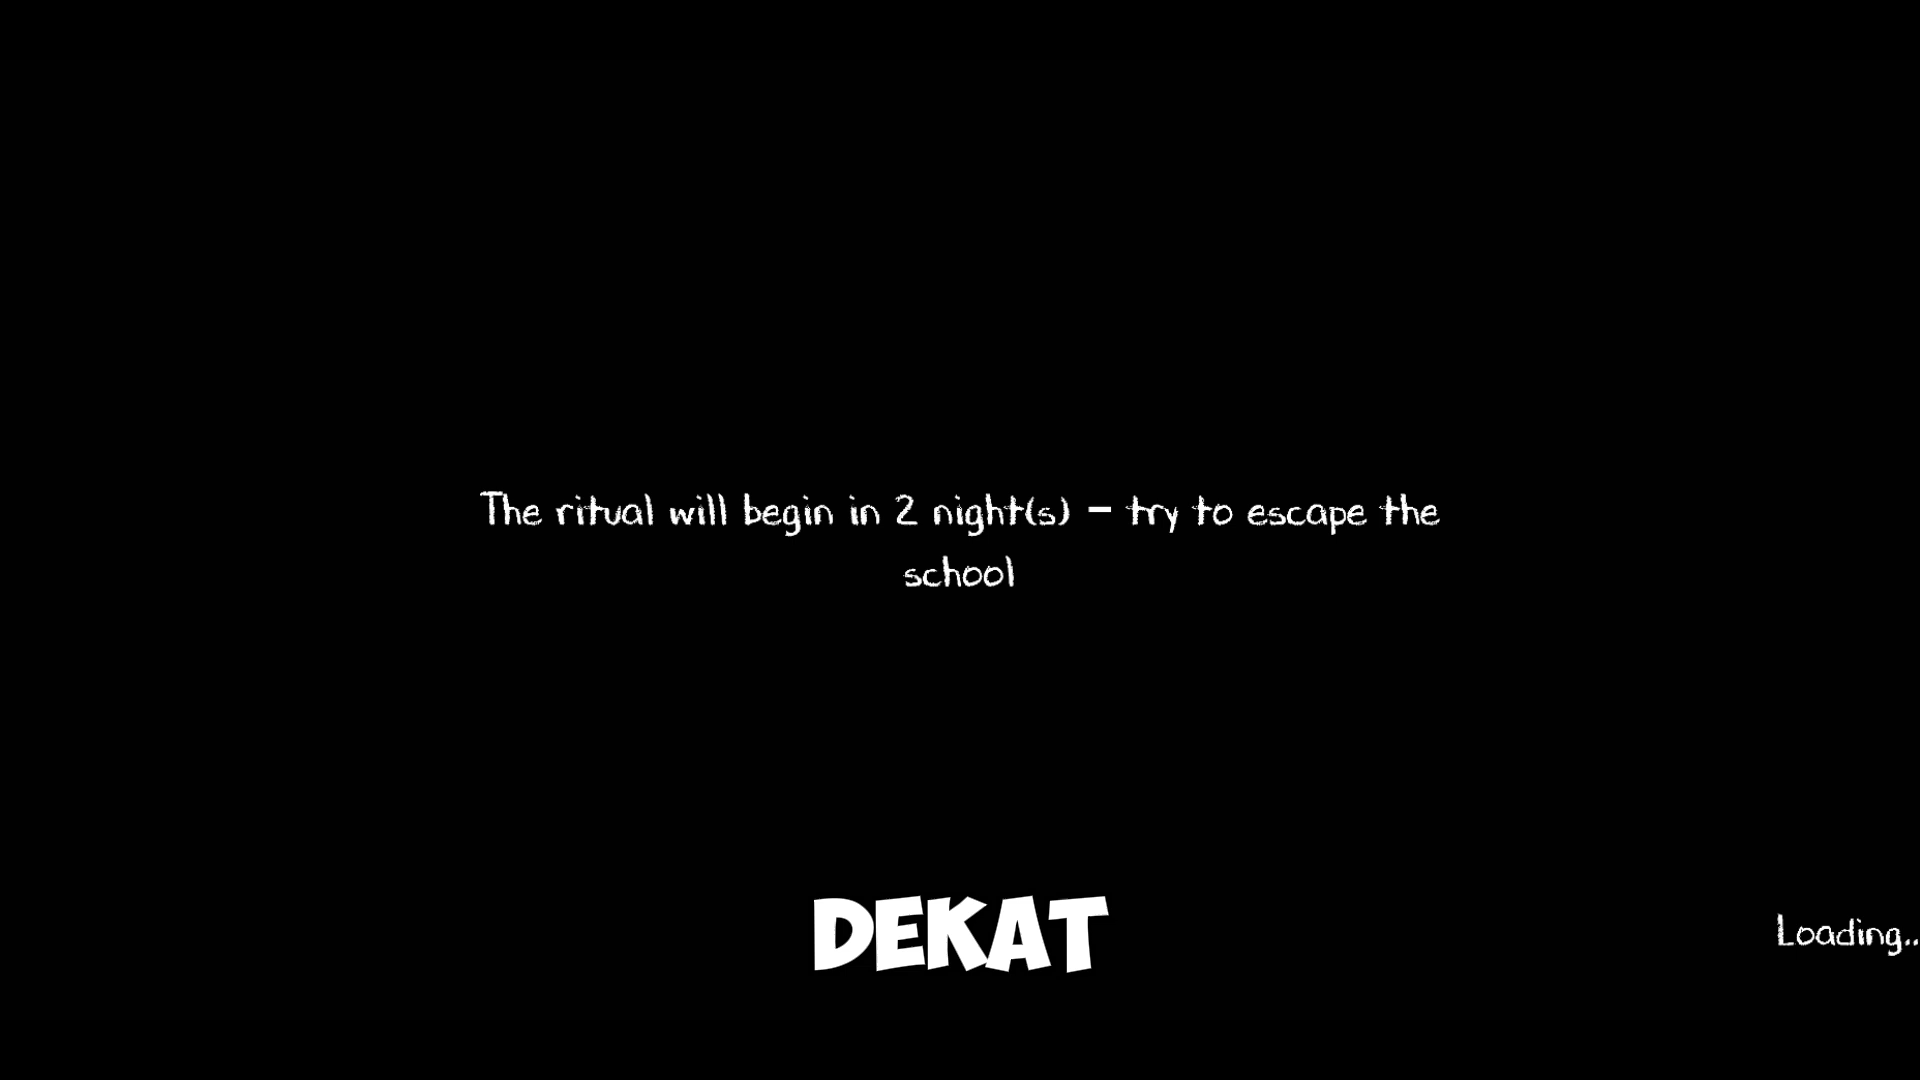 The ritual will begin in 2 night(s) - try to escape the
school
DEKAT
Loading..